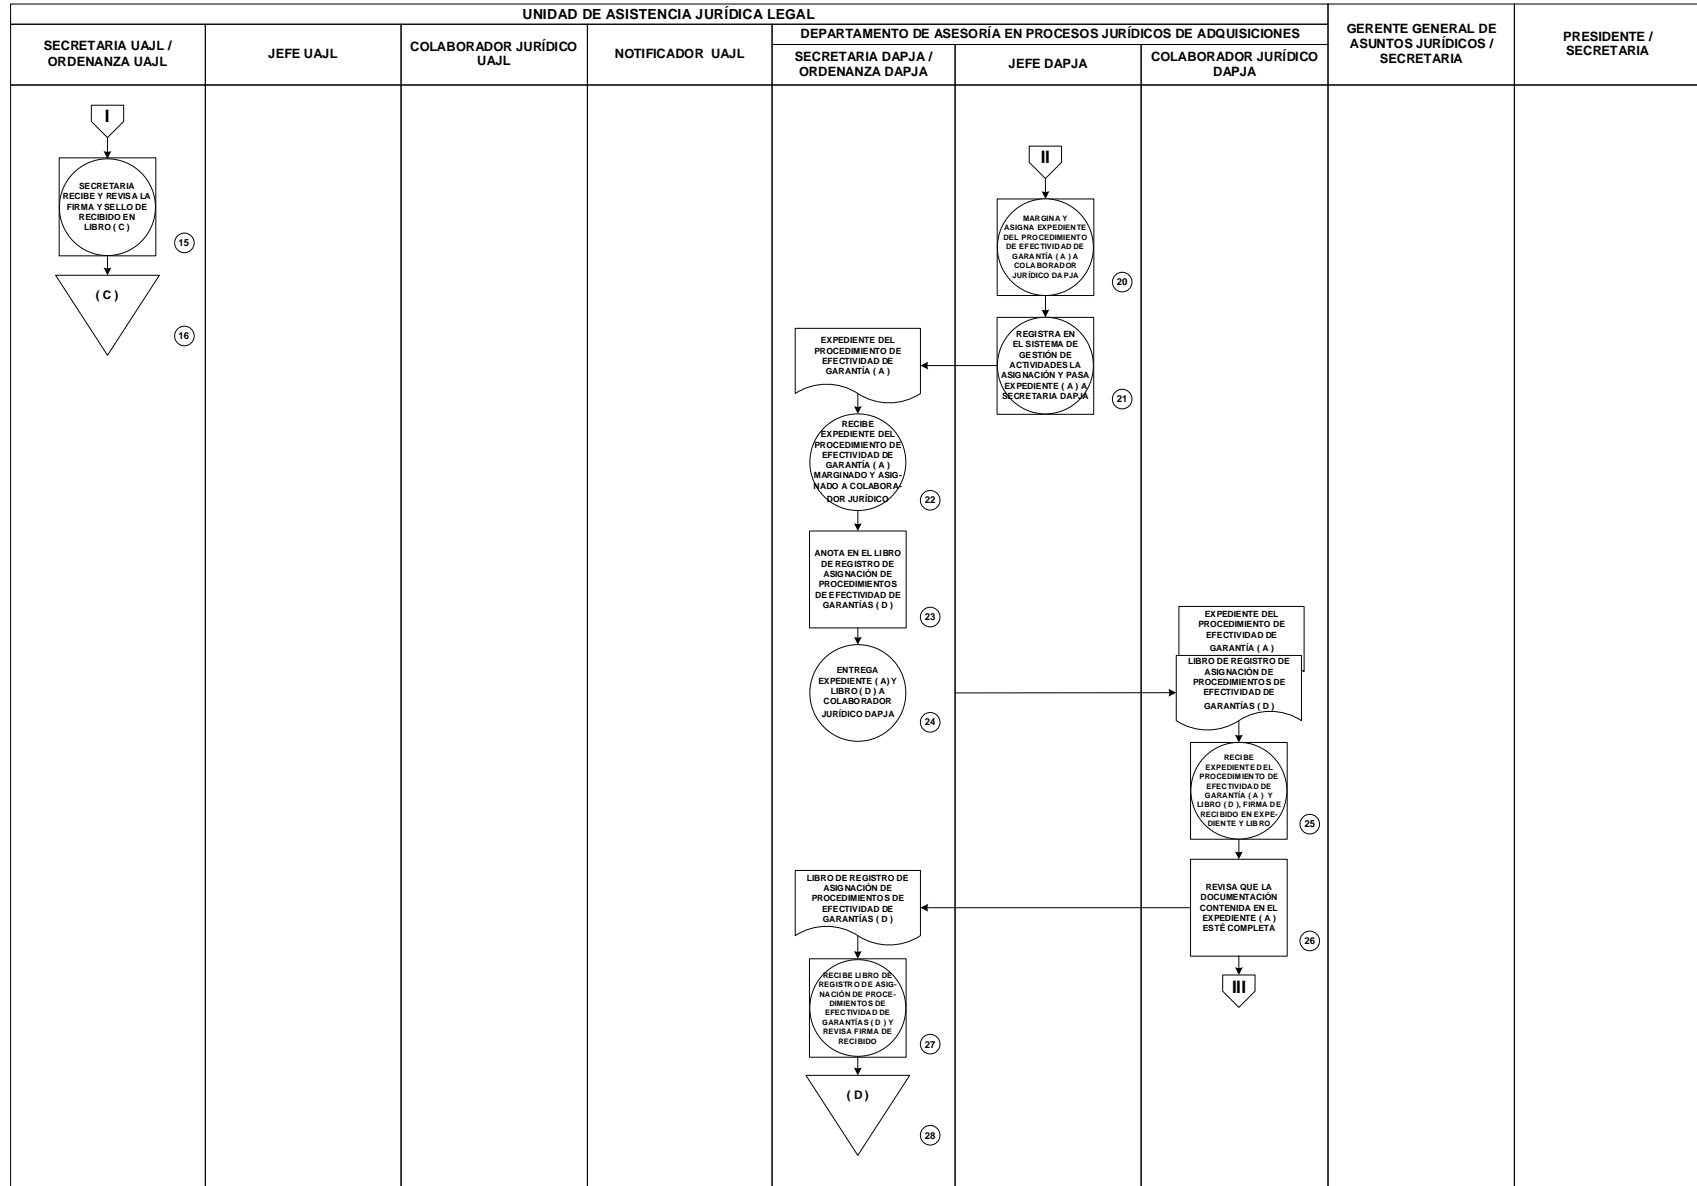 UNIDAD DE ASISTENCIA JURÍDICA LEGAL
SECRETARIA UAJL /
ORDENANZA UAJL
JEFE UAJL
COLABORADOR JURÍDICO
UAJL
NOTIFICADOR UAJL
DEPARTAMENTO DE ASESORÍA EN PROCESOS JURÍDICOS DE ADQUISICIONES
SECRETARIA DAPJA /
ORDENANZA DAPJA
JEFE DAPJA
COLABORADOR JURÍDICO
DAPJA
GERENTE GENERAL DE
ASUNTOS JURÍDICOS /
SECRETARIA
PRESIDENTE /
SECRETARIA
I
SECRETARIA
RECIBE Y REVISA LA
FIRMA Y SELLO DE
RECIBIDO EN
LIBRO ( C )
15
( C )
16
II
MARGINA Y
ASIGNA EXPEDIENTE
DEL PROCEDIMIENTO
DE EFECTIVIDAD DE
GARANTÍA ( A ) A
COLABORADOR
JURÍDICO DAPJA
20
REGISTRA EN
EL SISTEMA DE
GESTIÓN DE
ACTIVIDADES LA
ASIGNACIÓN Y PASA
EXPEDIENTE ( A ) A
SECRETARIA DAPJA
21
EXPEDIENTE DEL
PROCEDIMIENTO DE
EFECTIVIDAD DE
GARANTÍA ( A )
RECIBE
EXPEDIENTE DEL
PROCEDIMIENTO DE
EFECTIVIDAD DE
GARANTÍA ( A )
MARGINADO Y ASIG-
NADO A COLABORA-
DOR JURÍDICO
22
ANOTA EN EL LIBRO
DE REGISTRO DE
ASIGNACIÓN DE
PROCEDIMIENTOS
DE EFECTIVIDAD DE
GARANTÍAS ( D )
23
ENTREGA
EXPEDIENTE ( A) Y
LIBRO ( D ) A
COLABORADOR
JURÍDICO DAPJA
24
EXPEDIENTE DEL
PROCEDIMIENTO DE
EFECTIVIDAD DE
GARANTÍA ( A )
LIBRO DE REGISTRO DE
ASIGNACIÓN DE
PROCEDIMIENTOS DE
EFECTIVIDAD DE
GARANTÍAS ( D )
RECIBE
EXPEDIENTE DEL
PROCEDIMIENTO DE
EFECTIVIDAD DE
GARANTÍA ( A ) Y
LIBRO ( D ), FIRMA DE
RECIBIDO EN EXPE-
DIENTE Y LIBRO
25
REVISA QUE LA
DOCUMENTACIÓN
CONTENIDA EN EL
EXPEDIENTE ( A )
ESTÉ COMPLETA
26
III
LIBRO DE REGISTRO DE
ASIGNACIÓN DE
PROCEDIMIENTOS DE
EFECTIVIDAD DE
GARANTÍAS ( D )
RECIBE LIBRO DE
REGISTRO DE ASIG-
NACIÓN DE PROCE-
DIMIENTOS DE
EFECTIVIDAD DE
GARANTÍAS ( D ) Y
REVISA FIRMA DE
RECIBIDO
27
( D )
28